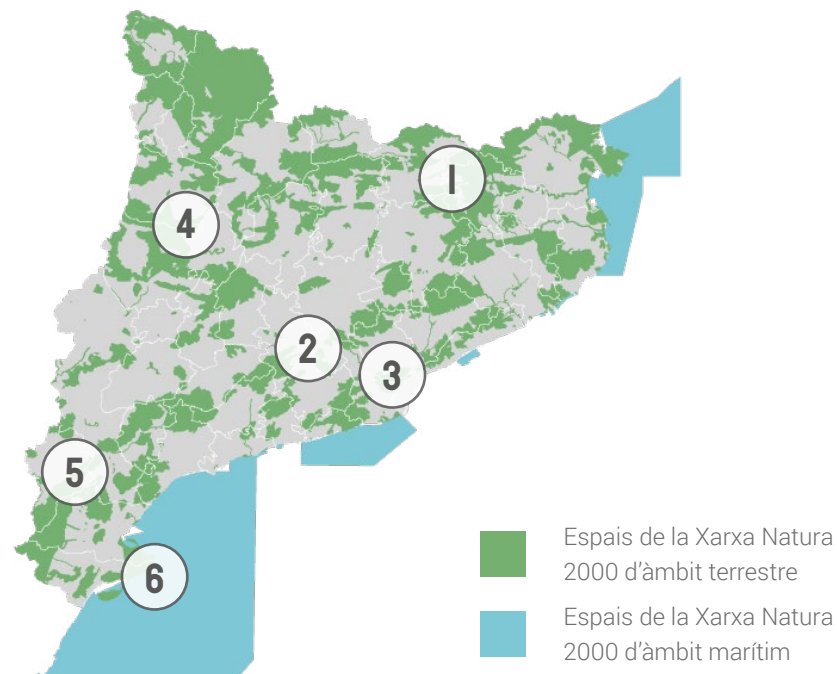 1
4
2
3
5
6
Espais de la Xarxa Natura
2000 d’àmbit terrestre
Espais de la Xarxa Natura
2000 d’àmbit marítim